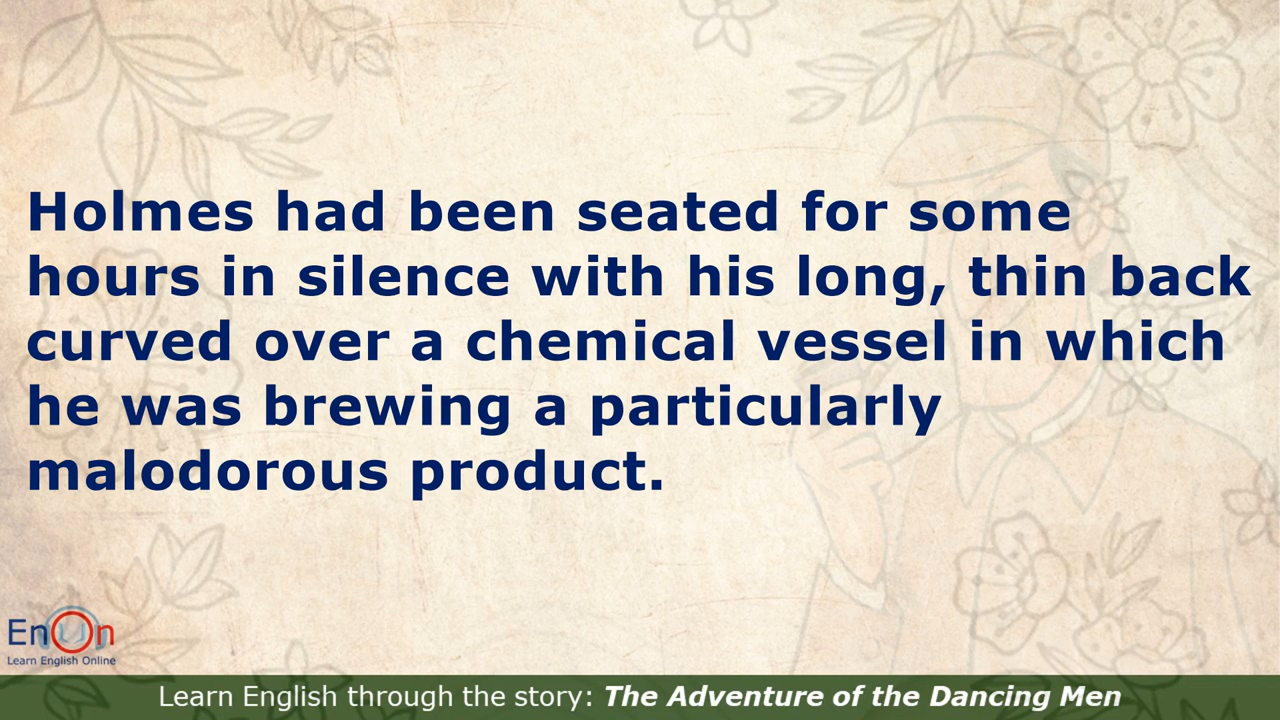 Holmes had been seated for some
hours in silence with his long, thin back
curved over a chemical vessel in which
he was brewing a particularly
malodorous product.
EnOn
Learn English Online
Learn English through the story: The Adventure of the Dancing Men